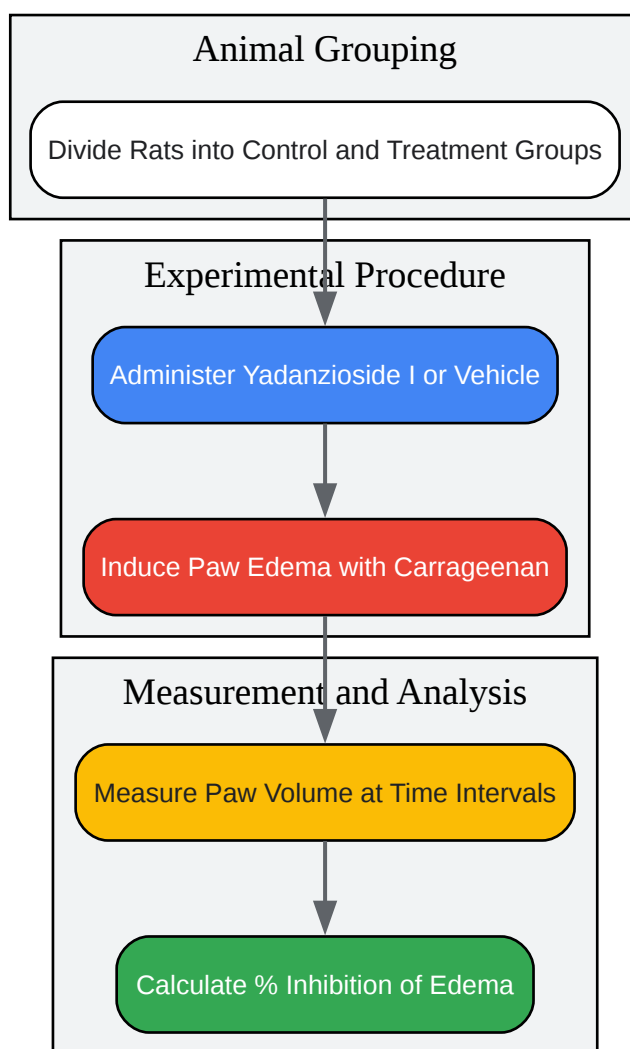 Animal Grouping
Divide Rats into Control and Treatment Groups
Experimental Procedure
Administer Yadanzioside I or Vehicle
Induce Paw Edema with Carrageenan
Measurement and Analysis
Measure Paw Volume at Time Intervals
Calculate % Inhibition of Edema